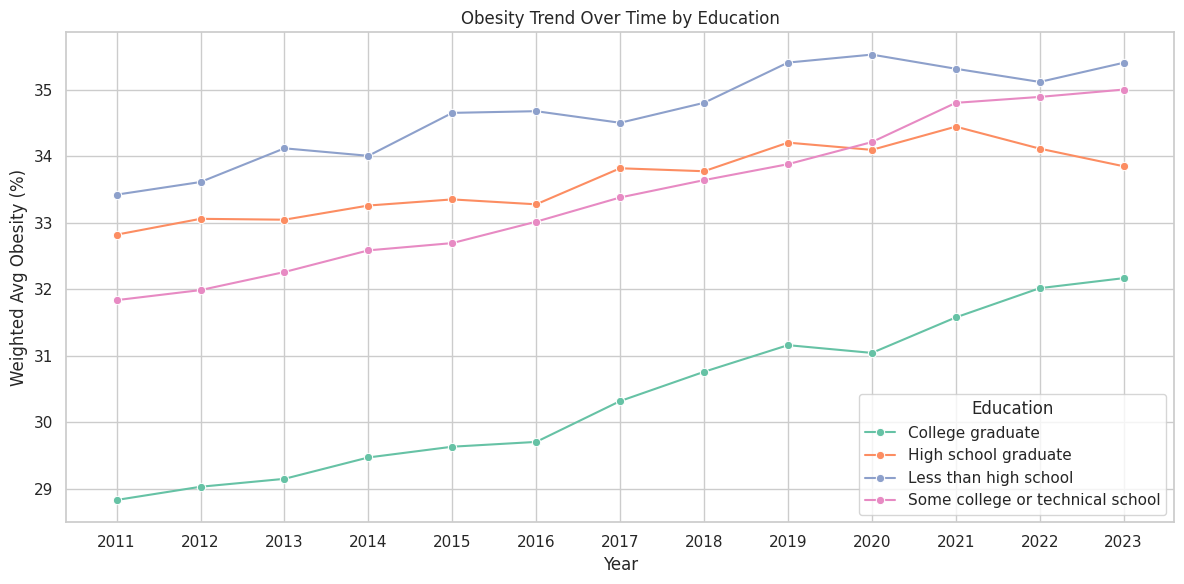 Obesity Trend Over Time by Education
Weighted Avg Obesity (%)
35
34
33
32
31
30
29
2011 2012 2013 2014 2015 2016 2017 2018 2019 2020 2021 2022 2023
Year
Education
College graduate
High school graduate
Less than high school
Some college or technical school